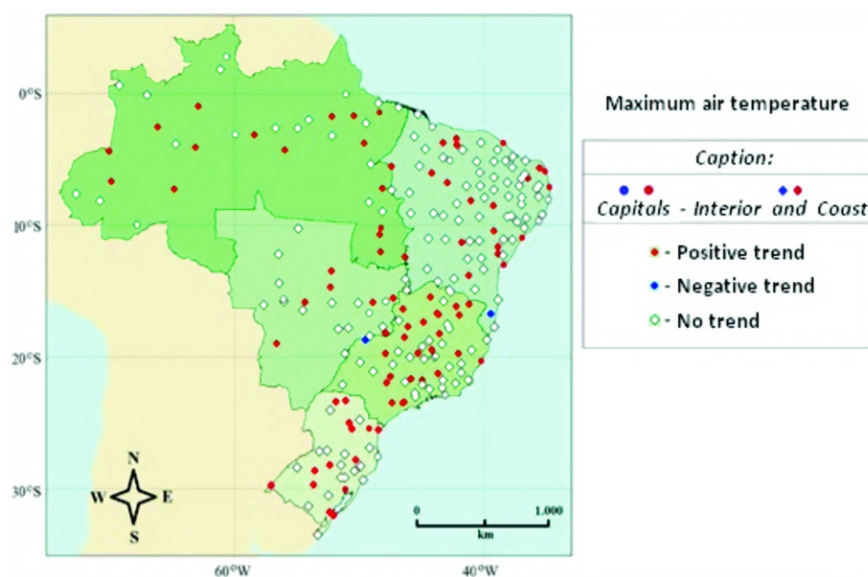 0°S
10°S
20°S
30°S
60°W
40°W
N
W
E
S
0
1.000
km
Maximum air temperature
Caption:
Capitals - Interior and Coast
- Positive trend
- Negative trend
- No trend